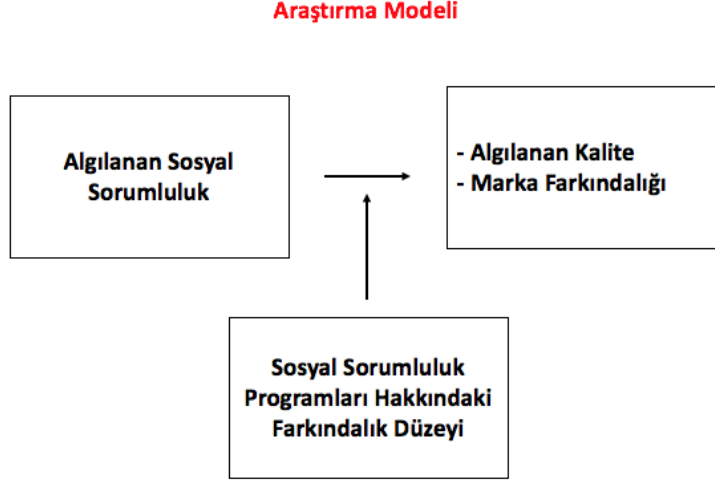 Araştırma Modeli
Algılanan Sosyal
Sorumluluk
- Algılanan Kalite
- Marka Farkındalığı
Sosyal Sorumluluk
Programları Hakkındaki
Farkındalık Düzeyi